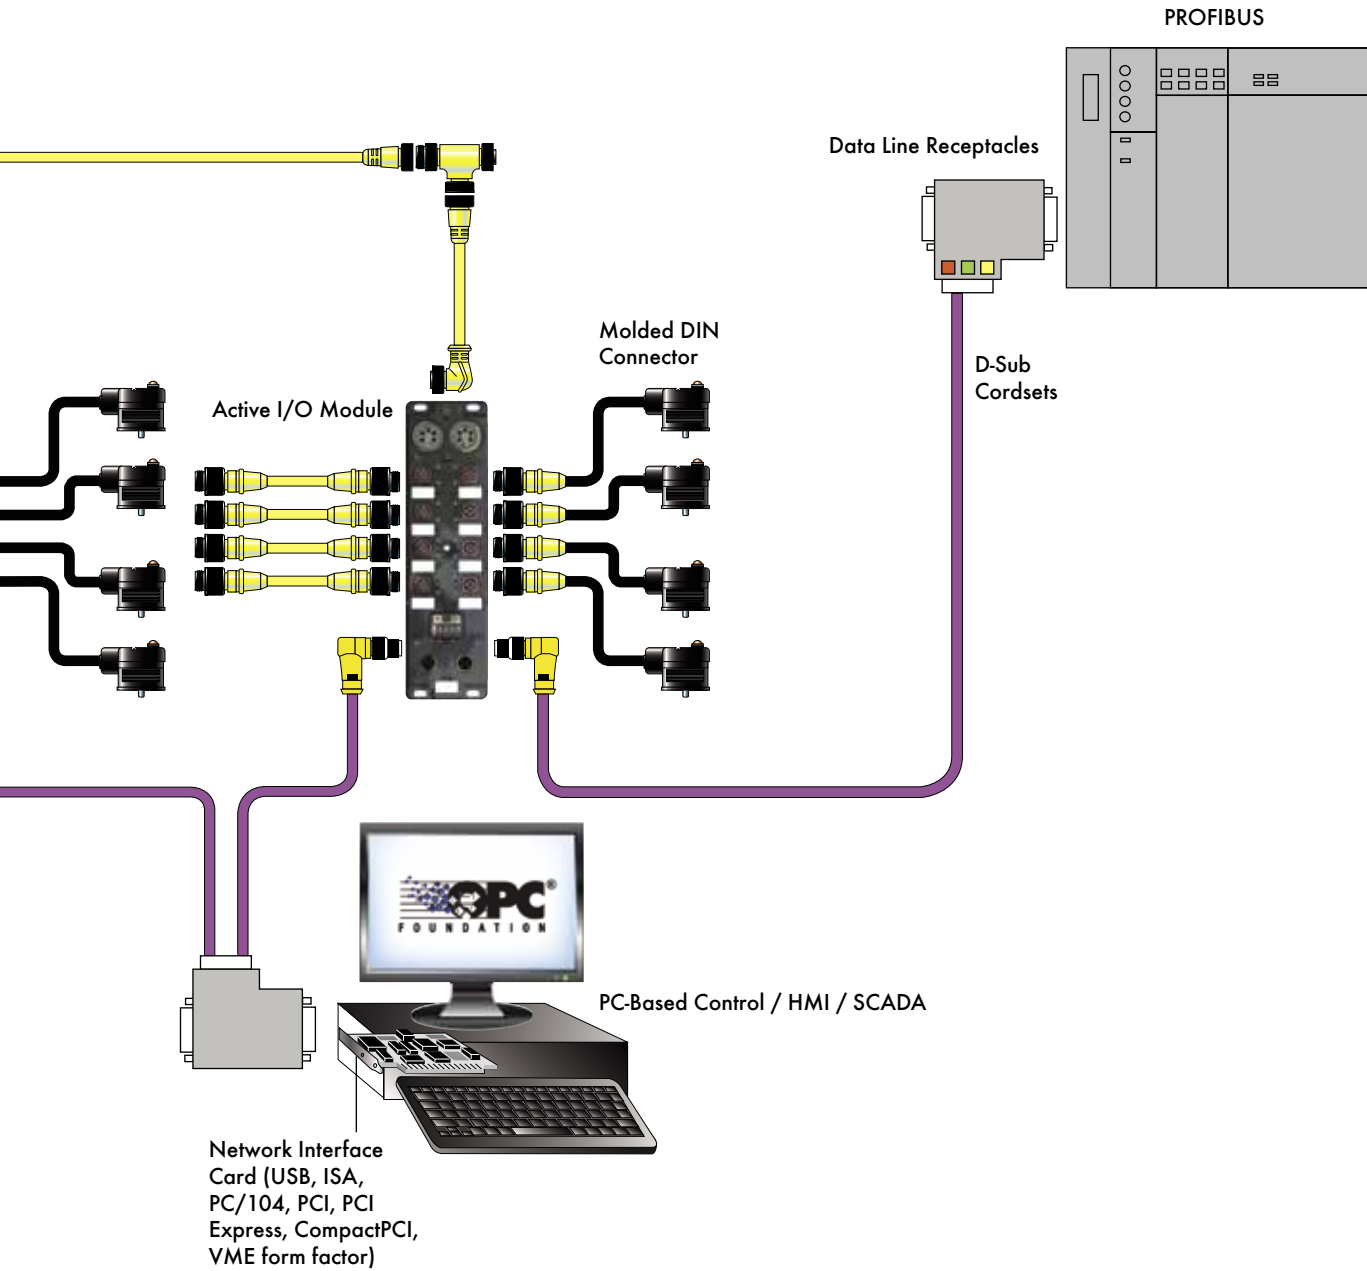 PROFIBUS
Data Line Receptacles
Molded DIN
Connector
D-Sub
Cordsets
Active I/O Module
OPC®
FOUNDATION
PC-Based Control / HMI / SCADA
Network Interface
Card (USB, ISA,
PC/104, PCI, PCI
Express, CompactPCI,
VME form factor)